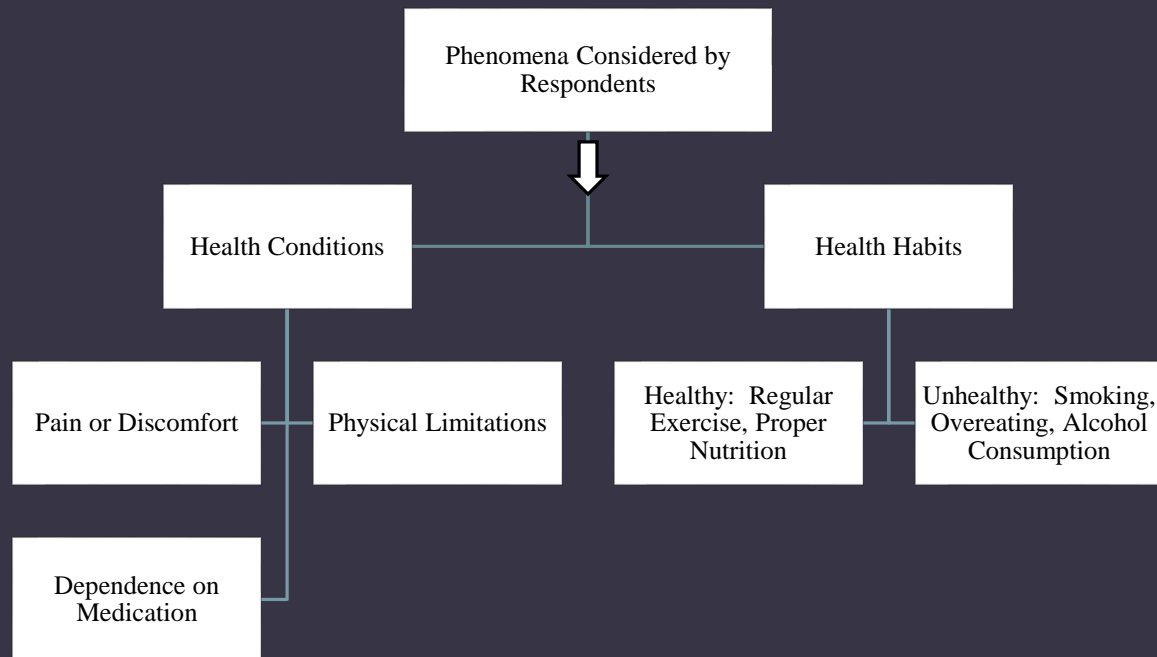 Phenomena Considered by
Respondents
Health Conditions
Health Habits
Pain or Discomfort
Physical Limitations
Healthy:  Regular
Exercise, Proper
Nutrition
Unhealthy:  Smoking,
Overeating, Alcohol
Consumption
Dependence on
Medication